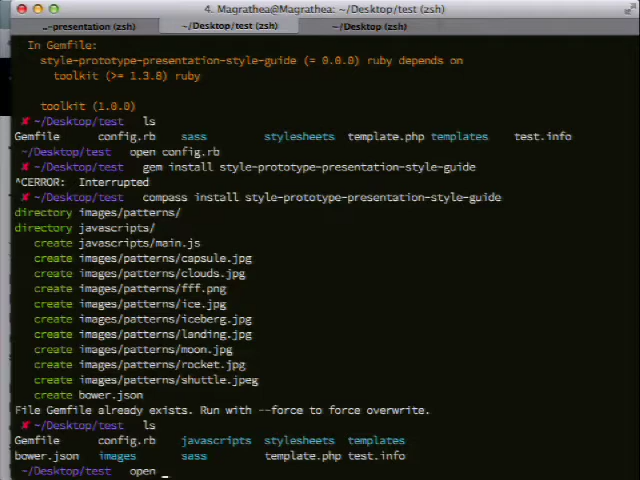 4. Magrathea@Magrathea: ~/Desktop/test (zsh)
..-presentation (zsh) ~/Desktop/test (zsh) ~/Desktop/test (zsh)
In Gemfile:
style-prototype-presentation-style-guide (= 0.0.0) ruby depends on
toolkit (>= 1.3.8) ruby
toolkit (1.0.0)
✘ ~/Desktop/test ls
Gemfile config.rb sass stylesheets template.php templates test.info
~/Desktop/test open config.rb
~/Desktop/test gem install style-prototype-presentation-style-guide
^CERROR: Interrupted
✘ ~/Desktop/test compass install style-prototype-presentation-style-guide
directory images/patterns/
directory javascripts/
create javascripts/main.js
create images/patterns/capsule.jpg
create images/patterns/clouds.jpg
create images/patterns/fff.png
create images/patterns/ice.jpg
create images/patterns/iceberg.jpg
create images/patterns/landing.jpg
create images/patterns/moon.jpg
create images/patterns/rocket.jpg
create images/patterns/shuttle.jpeg
create bower.json
File Gemfile already exists. Run with --force to force overwrite.
✘ ~/Desktop/test ls
Gemfile config.rb javascripts stylesheets templates
bower.json images sass template.php test.info
~/Desktop/test open